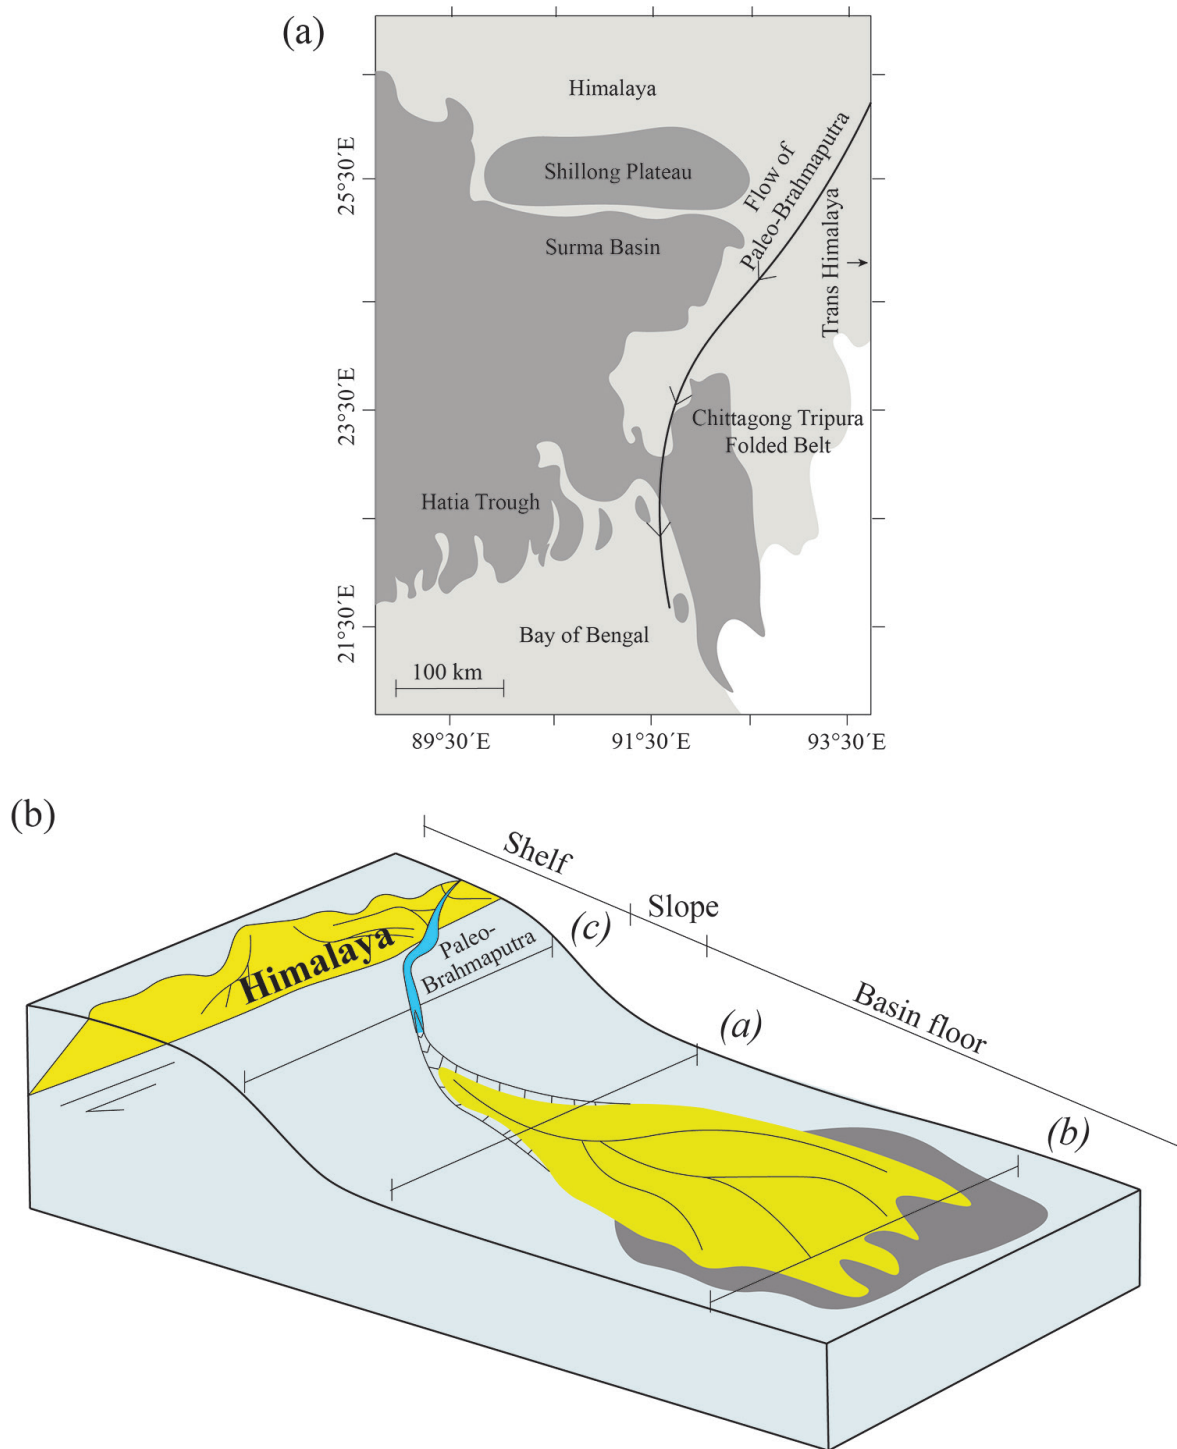 (a)
Himalaya
Shillong Plateau
Surma Basin
Flow of
Paleo-Brahmaputra
Trans Himalaya
Chittagong Tripura
Folded Belt
Hatia Trough
Bay of Bengal
100 km
25°30´E
23°30´E
21°30´E
89°30´E
91°30´E
93°30´E
(b)
Shelf
Slope
Basin floor
(c)
(a)
(b)
Himalaya
Paleo-
Brahmaputra